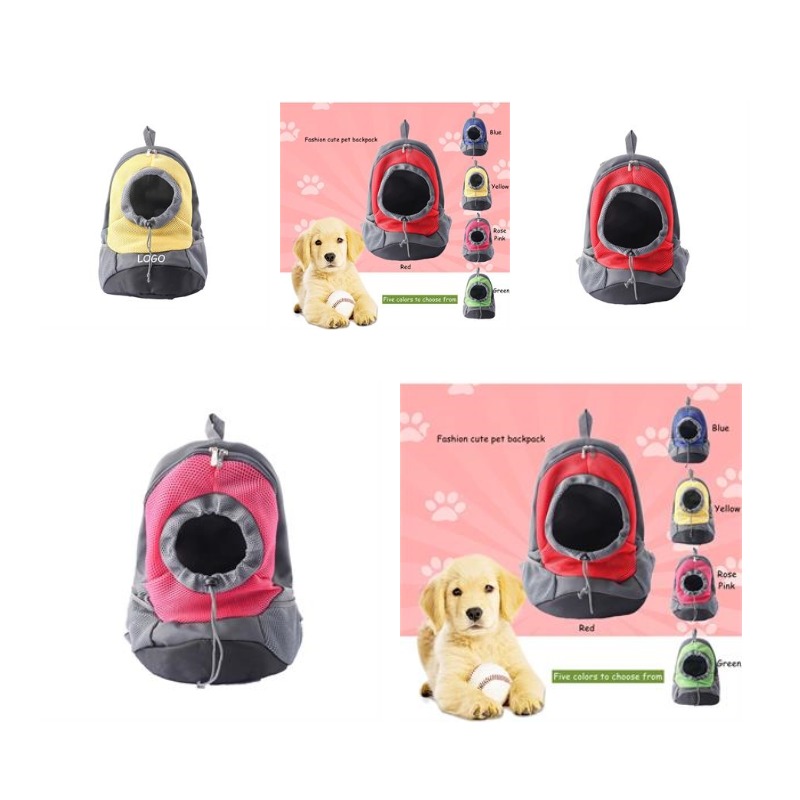 LOGO
Fashion cute pet backpack
Blue
Yellow
Rose
Pink
Red
Green
Five colors to choose from
Fashion cute pet backpack
Blue
Yellow
Rose
Pink
Red
Green
Five colors to choose from